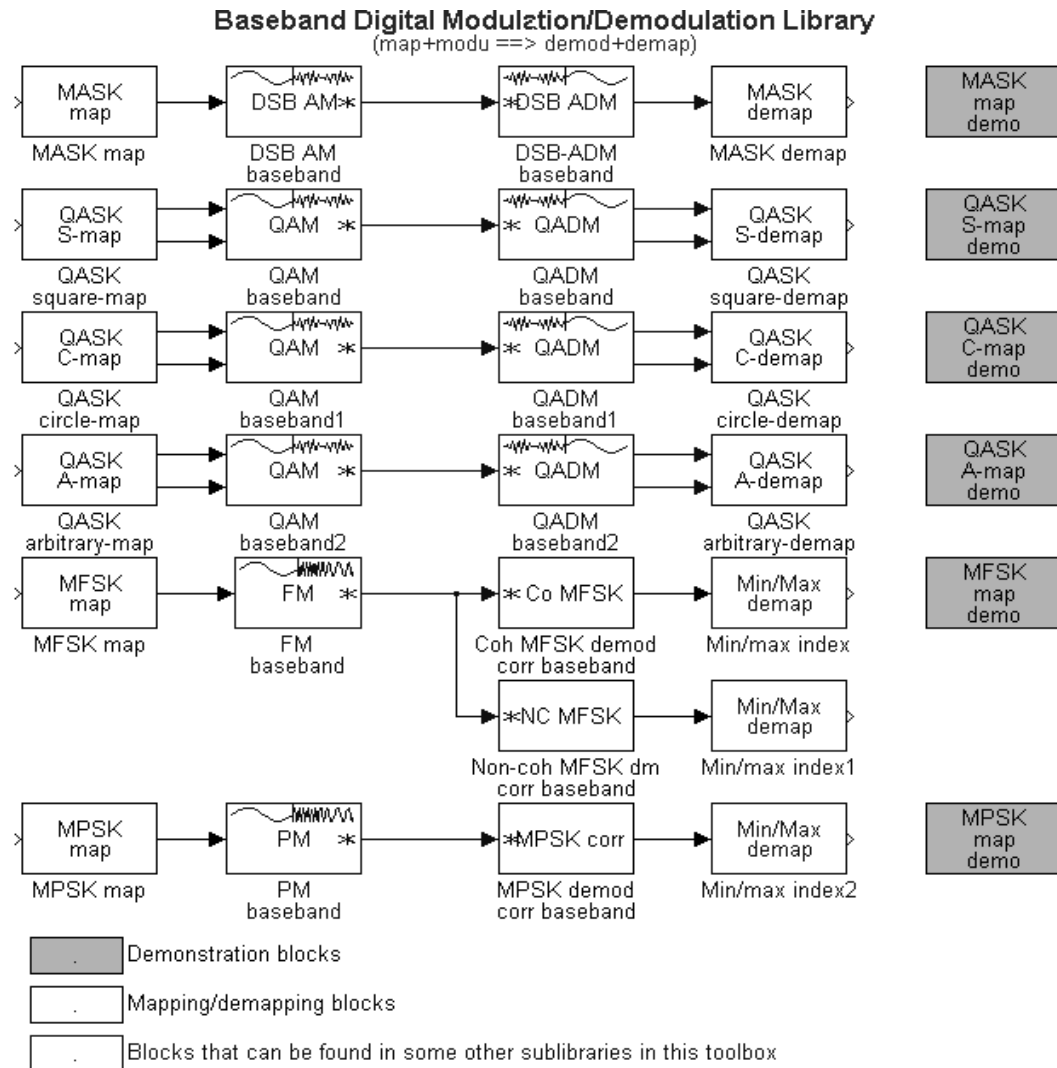 Baseband Digital Modulation/Demodulation Library
(map+modu ==> demod+demap)
MASK
map
DSB AM
DSB ADM
MASK
demap
MASK
map
demo
MASK map
DSB AM
baseband
DSB-ADM
baseband
MASK demap
QASK
S-map
QAM
QADM
QASK
S-demap
QASK
S-map
demo
QASK
square-map
QAM
baseband
QADM
baseband
QASK
square-demap
QASK
C-map
QAM
QADM
QASK
C-demap
QASK
C-map
demo
QASK
circle-map
QAM
baseband1
QADM
baseband1
QASK
circle-demap
QASK
A-map
QAM
QADM
QASK
A-demap
QASK
A-map
demo
QASK
arbitrary-map
QAM
baseband2
QADM
baseband2
QASK
arbitrary-demap
MFSK
map
FM
Co MFSK
Min/Max
demap
MFSK
map
demo
MFSK map
FM
baseband
Coh MFSK demod
corr baseband
Min/max index
NC MFSK
Min/Max
demap
Non-coh MFSK dm
corr baseband
Min/max index1
MPSK
map
PM
MPSK corr
Min/Max
demap
MPSK
map
demo
MPSK map
PM
baseband
MPSK demod
corr baseband
Min/max index2
Demonstration blocks
Mapping/demapping blocks
Blocks that can be found in some other sublibraries in this toolbox